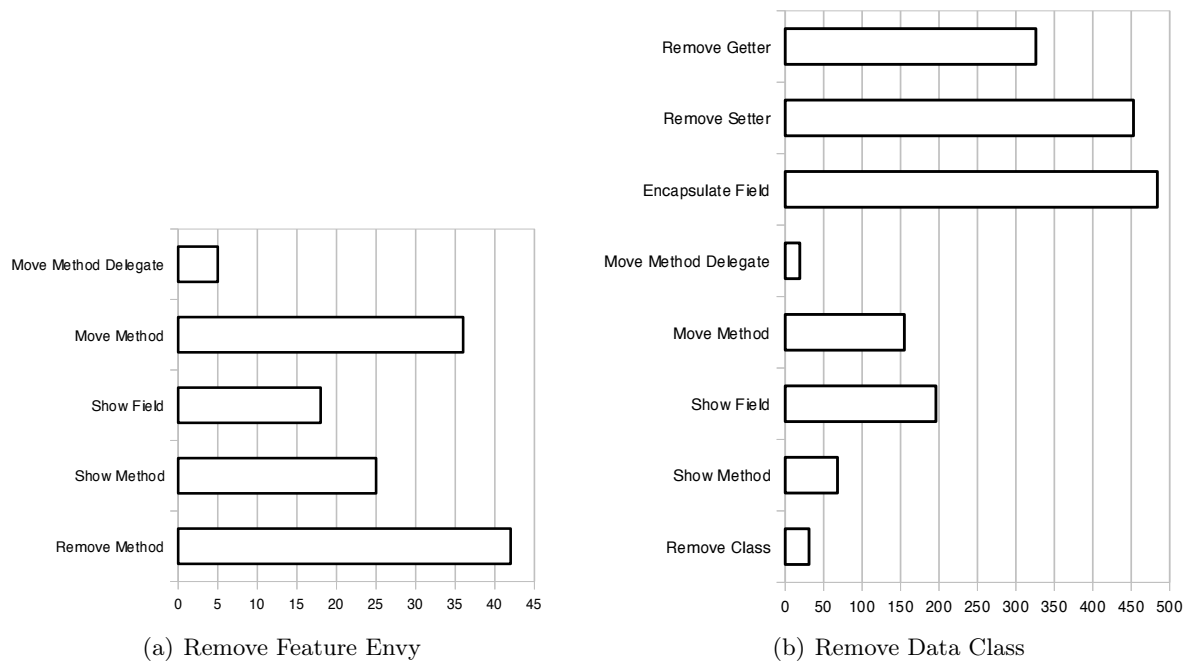 Move Method Delegate
Move Method
Show Field
Show Method
Remove Method
0 5 10 15 20 25 30 35 40 45
(a) Remove Feature Envy
Remove Getter
Remove Setter
Encapsulate Field
Move Method Delegate
Move Method
Show Field
Show Method
Remove Class
0 50 100 150 200 250 300 350 400 450 500
(b) Remove Data Class